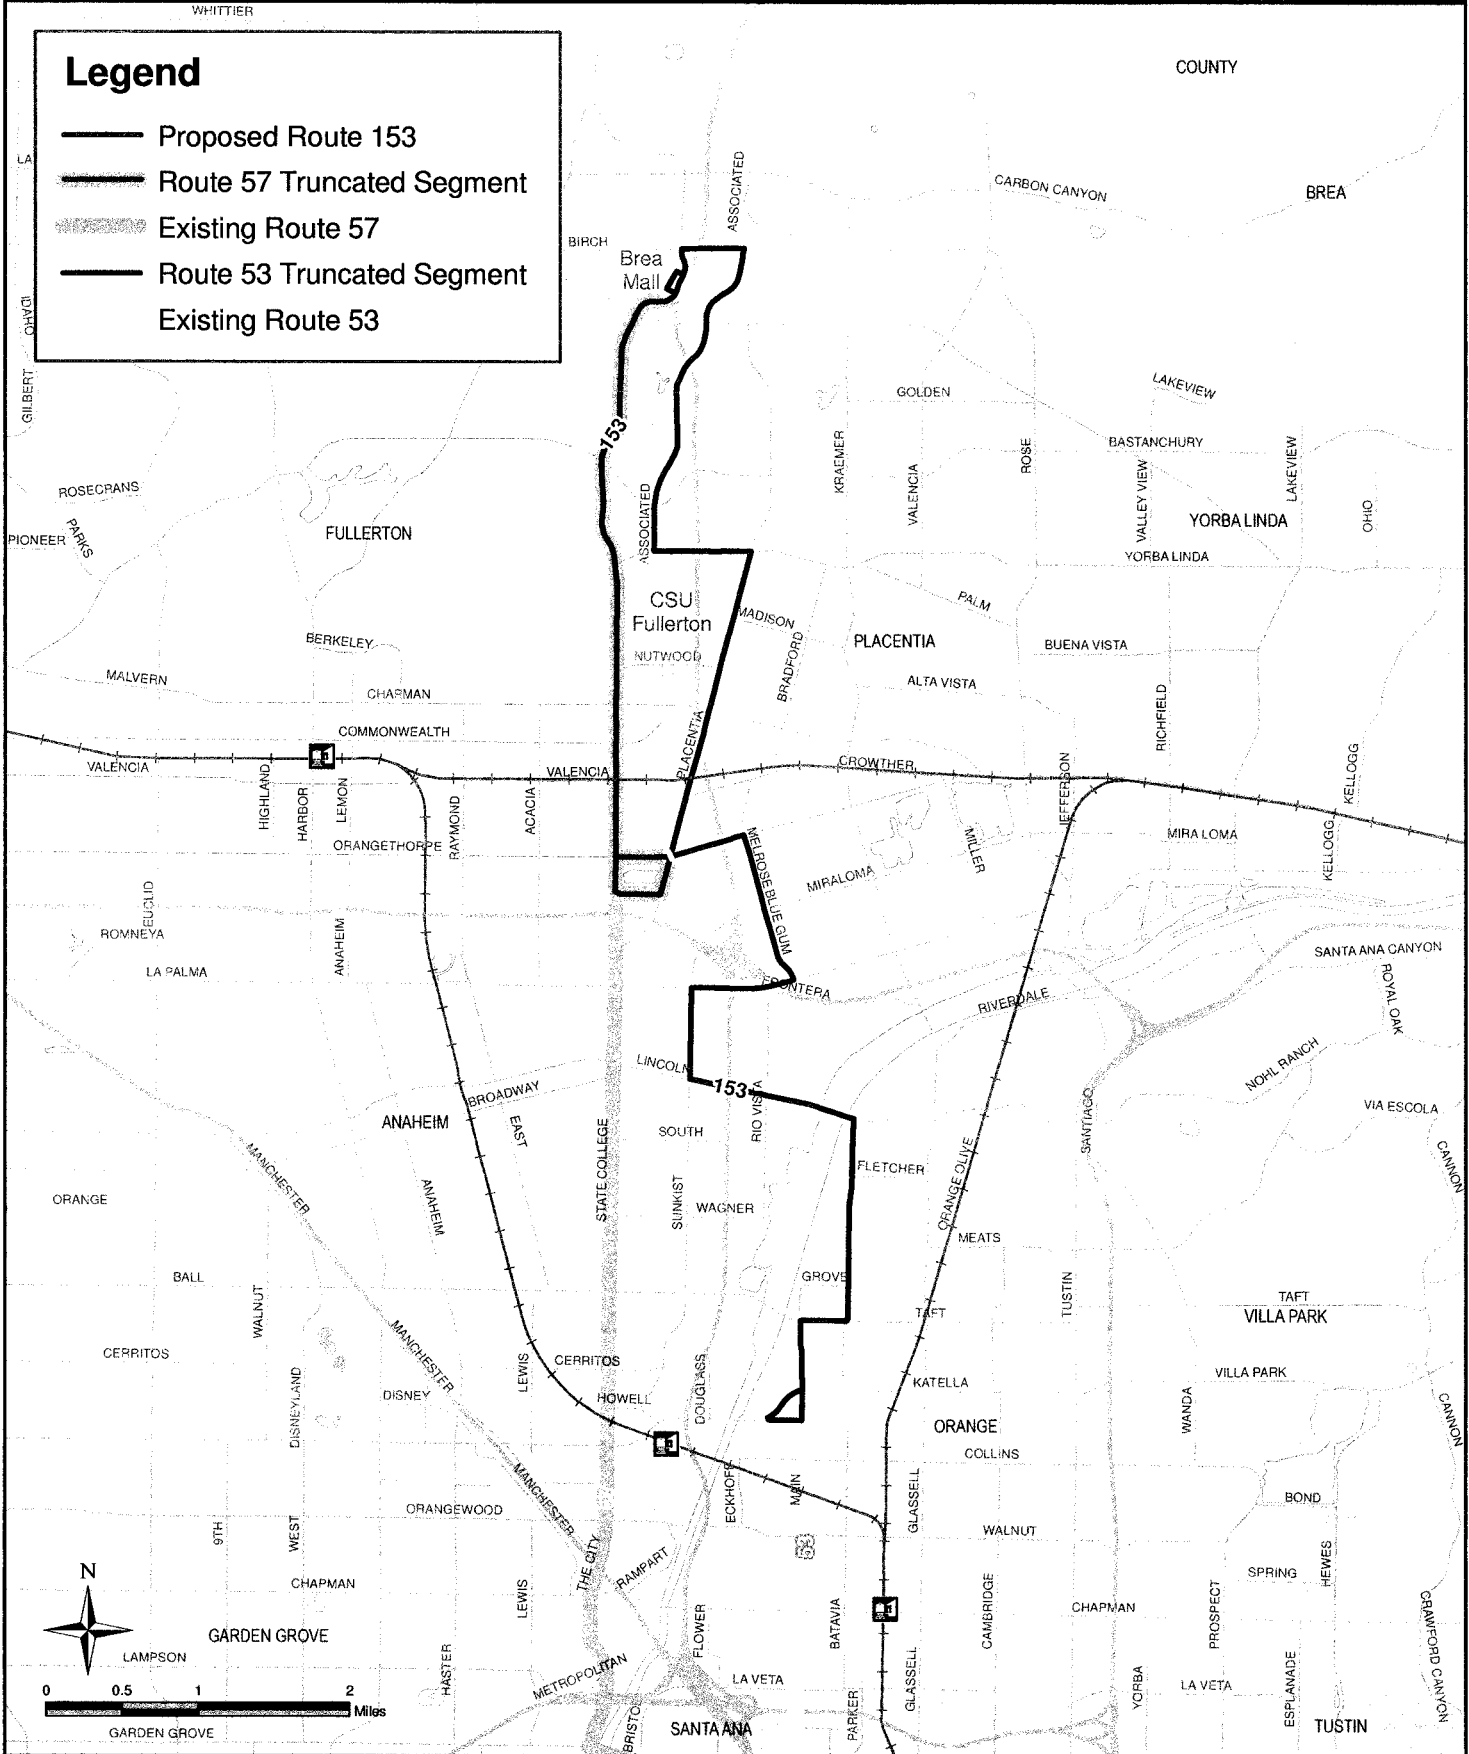 WHITTIER
Legend
Proposed Route 153
Route 57 Truncated Segment
Existing Route 57
Route 53 Truncated Segment
Existing Route 53
COUNTY
LA
ASSOCIATED
CARBON CANYON
BREA
BIRCH
Brea
Mall
IDAHO
GILBERT
GOLDEN
LAKEVIEW
153
KRAEMER
VALENCIA
ROSE
BASTANCHURY
VALLEY VIEW
LAKEVIEW
ROSECRANS
PARKS
PIONEER
FULLERTON
ASSOCIATED
YORBA LINDA
OHIO
YORBA LINDA
CSU
Fullerton
MADISON
PALM
BERKELEY
NUTWOOD
BRADFORD
PLACENTIA
BUENA VISTA
MALVERN
CHAPMAN
ALTA VISTA
COMMONWEALTH
PLACENTIA
RICHFIELD
VALENCIA
VALENCIA
CROWTHER
JEFFERSON
KELLOGG
HIGHLAND
HARBOR
LEMON
RAYMOND
ACACIA
ORANGETHORPE
MELROSE BLUE GUM
MILLER
MIRA LOMA
KELLOGG
MIRALOMA
EUCLID
ROMNEYA
ANAHEIM
LA PALMA
FRONTERA
RIVERDALE
SANTA ANA CANYON
ROYAL OAK
LINCOLN
153
NOHL RANCH
BROADWAY
RIO VISTA
ANAHEIM
EAST
SOUTH
SANTIAGO
VIA ESCOLA
MANCHESTER
STATE COLLEGE
FLETCHER
ORANGE OLIVE
CANNON
ORANGE
ANAHEIM
SUNKIST
WAGNER
MEATS
BALL
WALNUT
GROVE
TUSTIN
TAFT
TAFT
VILLA PARK
MANCHESTER
CERRITOS
LEWIS
CERRITOS
DOUGLASS
VILLA PARK
DISNEYLAND
DISNEY
HOWELL
KATELLA
WANDA
CANNON
ORANGE
COLLINS
MANCHESTER
ECKHOFF
MAIN
GLASSELL
BOND
ORANGEWOOD
9TH
WEST
WALNUT
53
THE CITY
RAMPART
HEWES
SPRING
N
CHAPMAN
LEWIS
CAMBRIDGE
CHAPMAN
PROSPECT
CRAWFORD CANYON
GARDEN GROVE
FLOWER
BATAVIA
LAMPSON
HASTER
METROPOLITAN
LA VETA
GLASSELL
YORBA
LA VETA
ESPLANADE
0 0.5 1 2
Miles
GARDEN GROVE
BRISTOL
SANTA ANA
PARKER
TUSTIN